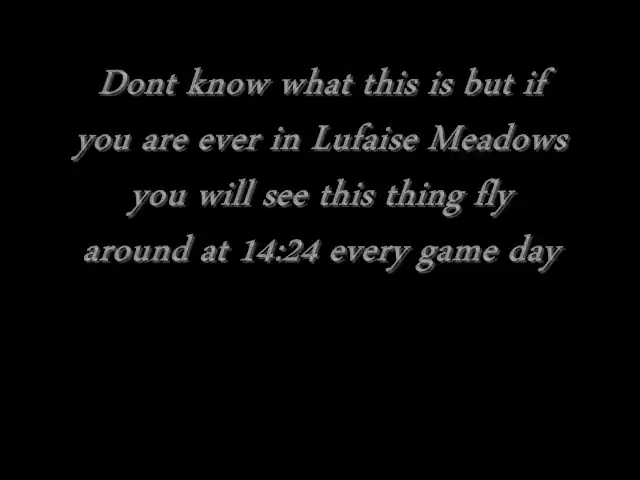 Dont know what this is but if
you are ever in Lufaise Meadows
you will see this thing fly
around at 14:24 every game day